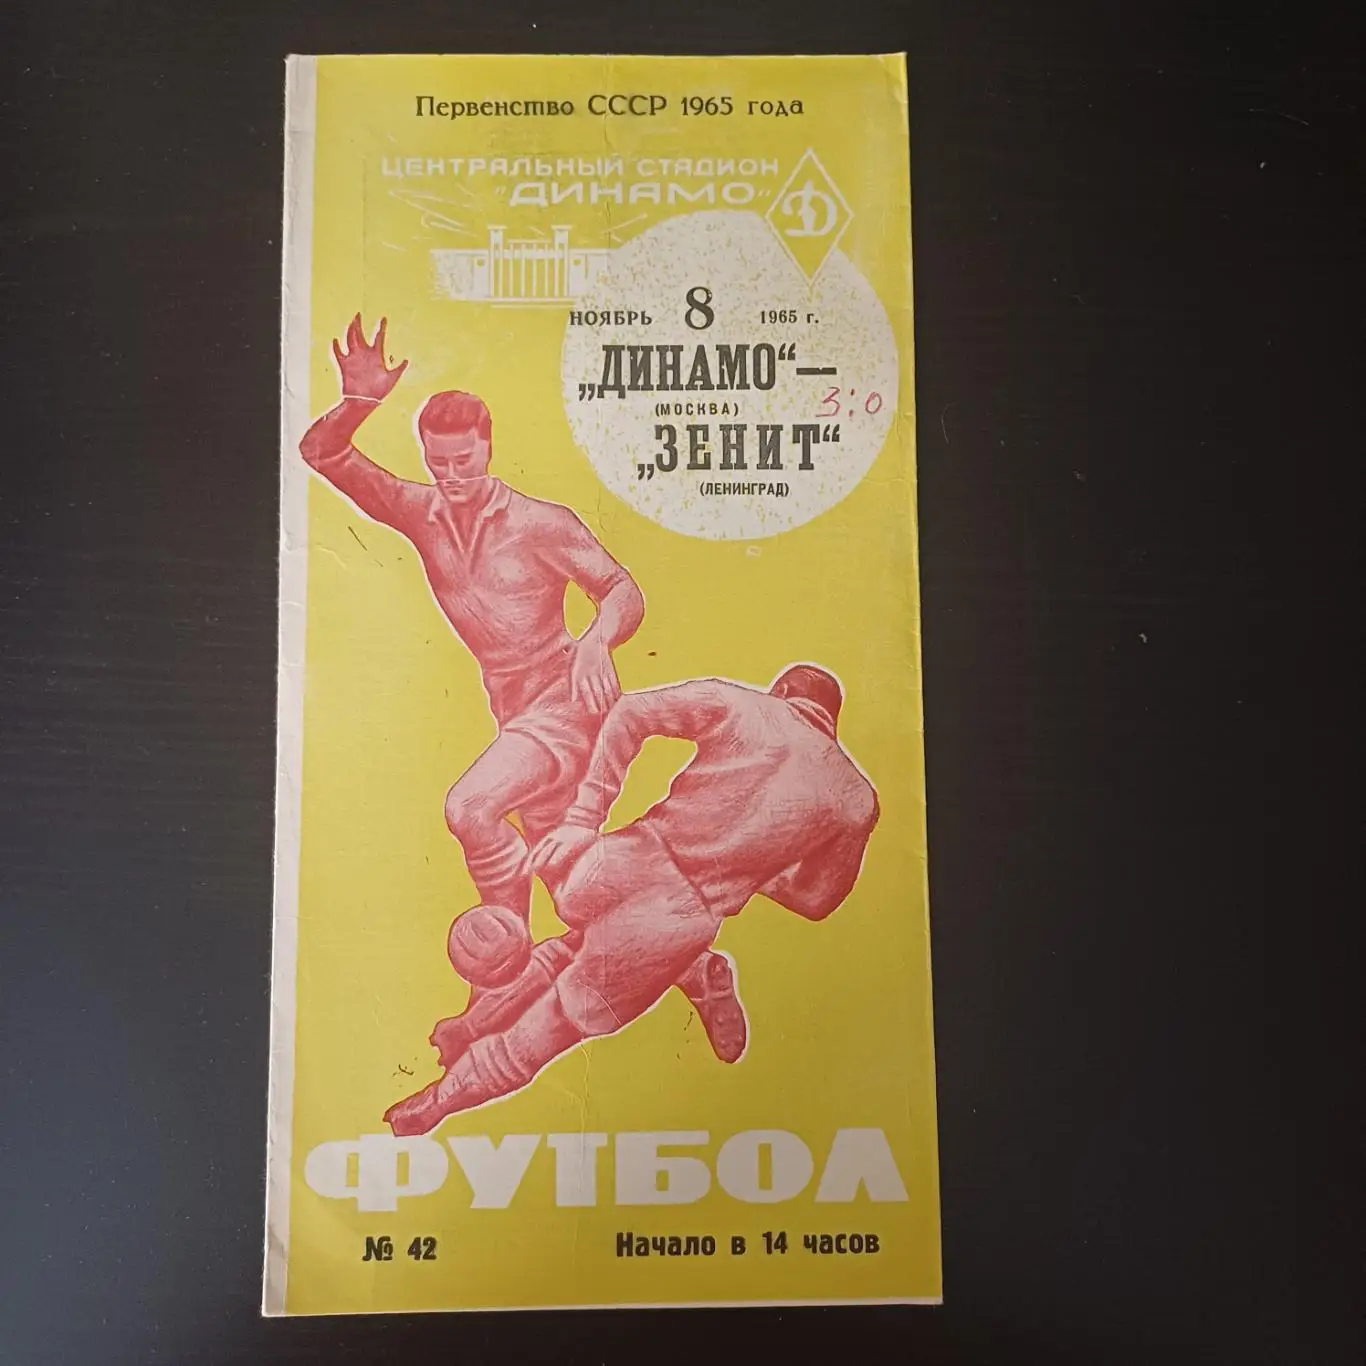 Первенство СССР 1965 года
ЦЕНТРАЛЬНЫЙ СТАДИОН
"ДИНАМО"
Д
НОЯБРЬ 8 1965 г.
„ДИНАМО“—
(МОСКВА) 3:0
„ЗЕНИТ“
(ЛЕНИНГРАД)
ФУТБОЛ
№ 42 Начало в 14 часов